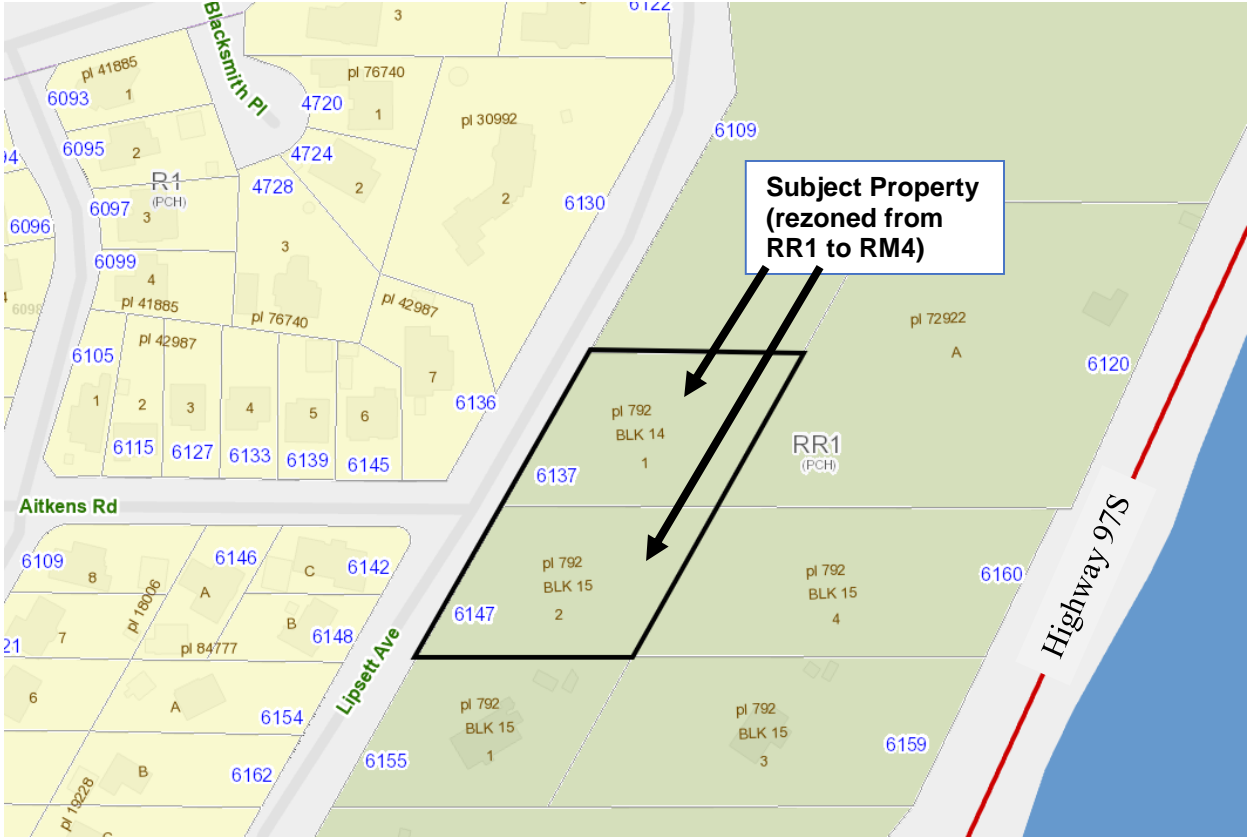 3
6122
Blacksmith Pl
pl 41885
1
6093
pl 76740
1
4720
pl 30992
2
6109
6095
2
4724
R1
(PCH)
4728
2
6130
94
6097
3
6096
3
6099
4
pl 41885
pl 76740
pl 42987
6098
4
Subject Property
(rezoned from
RR1 to RM4)
pl 72922
A
6120
pl 42987
6105
7
1
2
3
4
5
6
6136
6115
6127
6133
6139
6145
pl 792
BLK 14
1
6137
RR1
(PCH)
Aitkens Rd
Highway 97S
6109
8
6146
A
C
6142
pl 18006
B
6148
21
7
pl 84777
pl 792
BLK 15
2
6147
pl 792
BLK 15
4
6160
Lipsett Ave
6
A
6154
pl 792
BLK 15
1
6155
pl 792
BLK 15
3
6159
B
6162
pl 19228